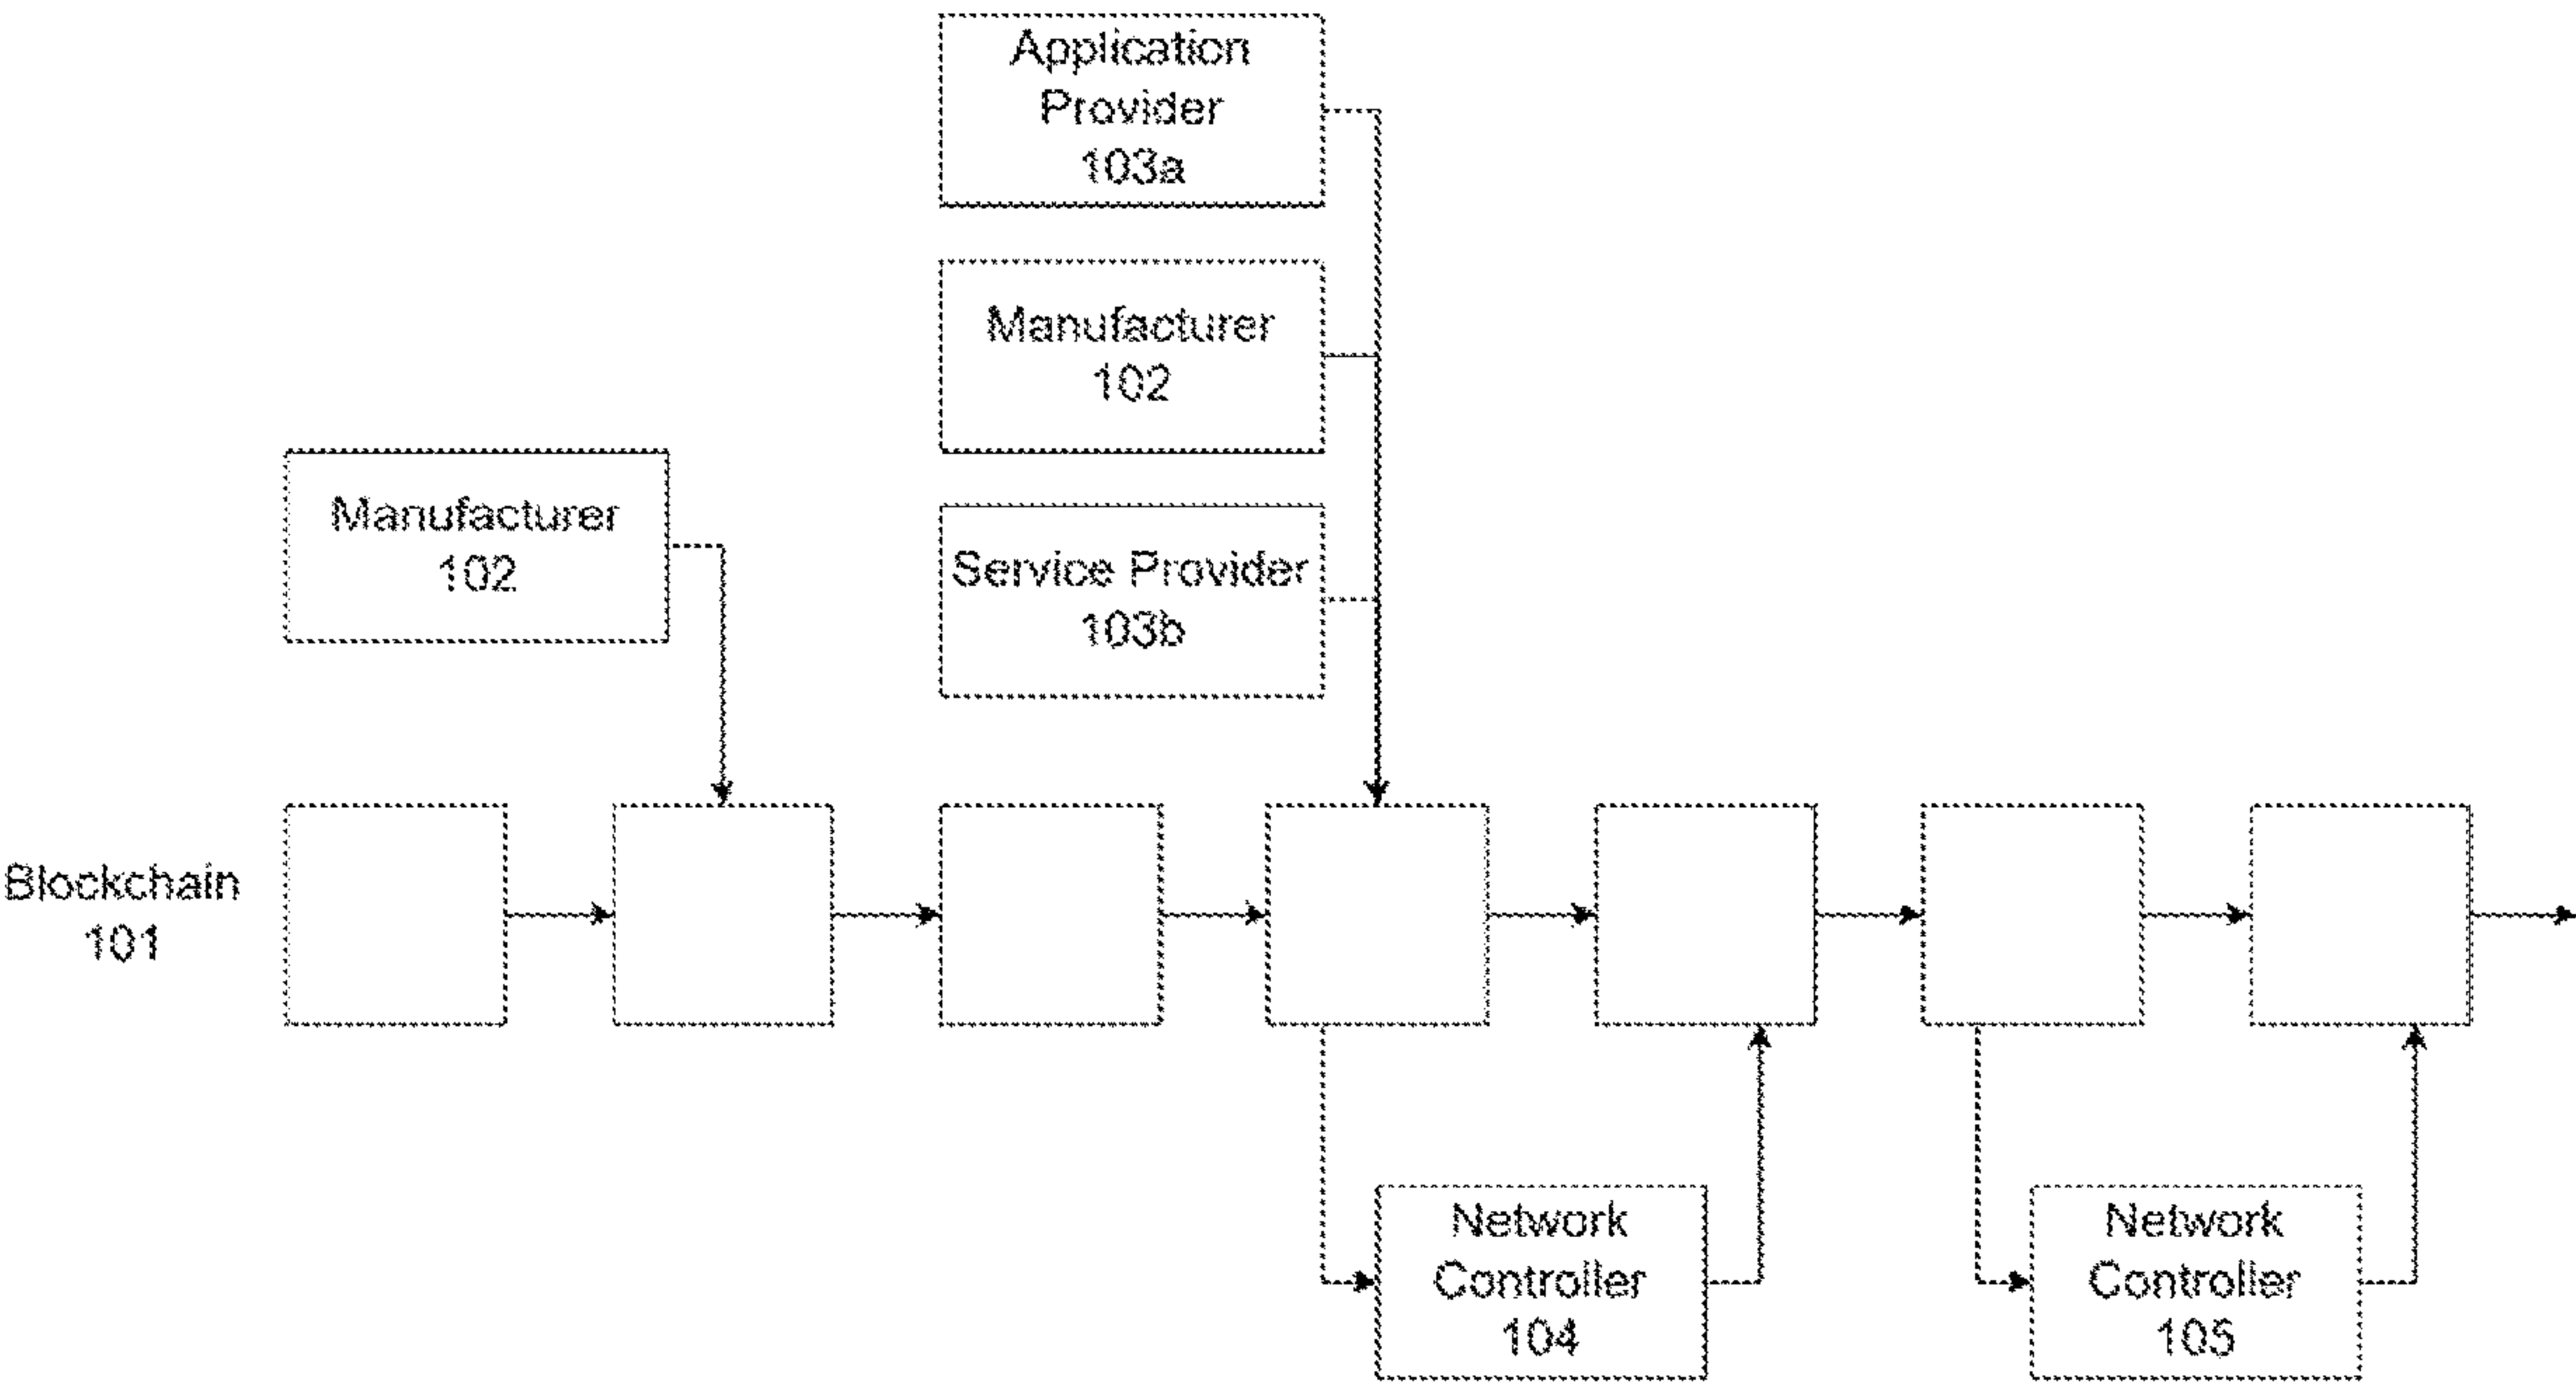 Application
Provider
103a
Manufacturer
102
Manufacturer
102
Service Provider
103b
Blockchain
101
Network
Controller
104
Network
Controller
105